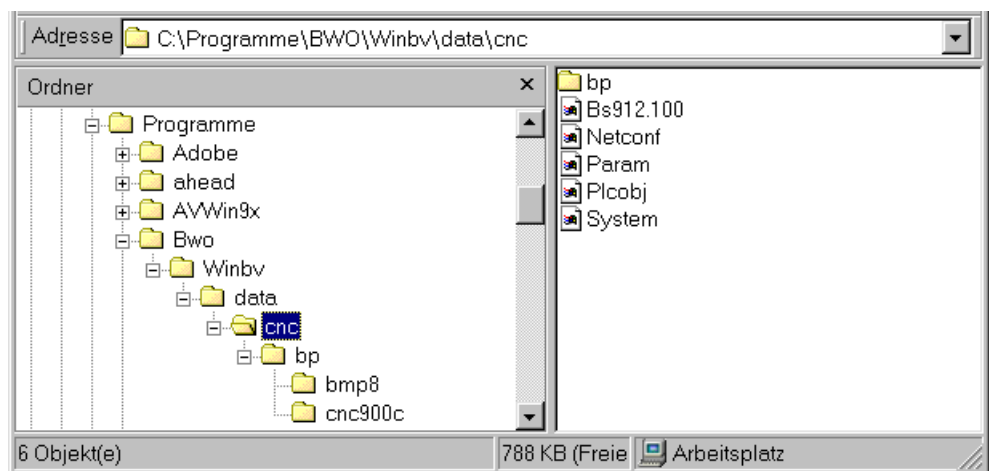 Adresse C:\Programme\BWO\Winbv\data\cnc
Ordner
Programme
Adobe
ahead
AVWin9x
Bwo
Winbv
data
cnc
bp
bmp8
cnc900c
bp
Bs912.100
Netconf
Param
Plcobj
System
6 Objekt(e)
788 KB (Freie
Arbeitsplatz